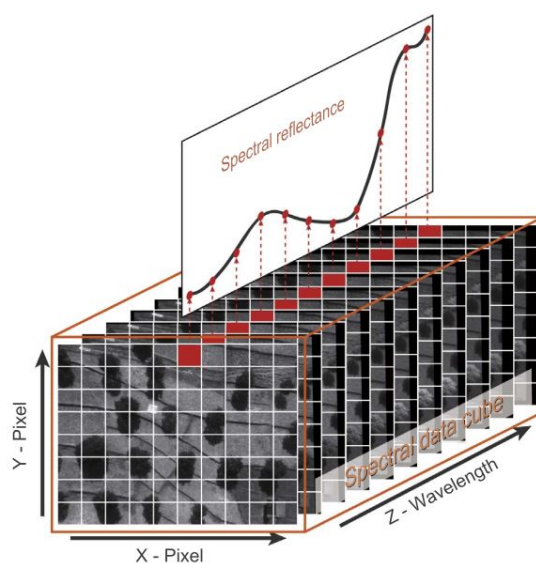 Spectral reflectance
Spectral data cube
Y - Pixel
X - Pixel
Z - Wavelength